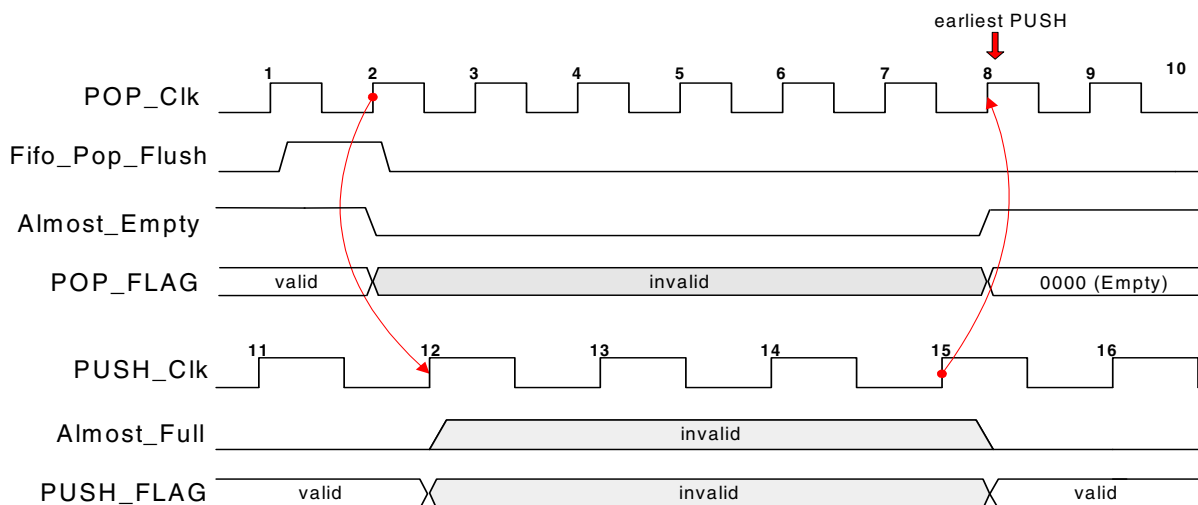 earliest PUSH
1 2 3 4 5 6 7 8 9 10
POP_Clk
Fifo_Pop_Flush
Almost_Empty
POP_FLAG valid invalid 0000 (Empty)
11 12 13 14 15 16
PUSH_Clk
Almost_Full invalid
PUSH_FLAG valid invalid valid